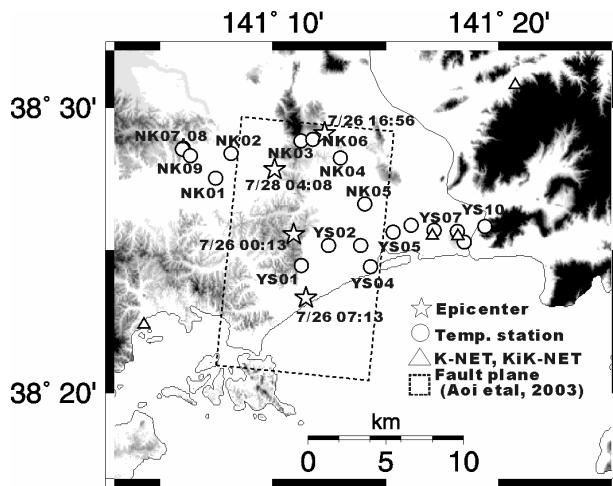 141° 10' 141° 20'
38° 30'
7/26 16:56
NK07,08 NK02 NK06
NK03
NK09 NK04
7/28 04:08
NK01
NK05
YS10
YS07
7/26 00:13 YS02
YS05
YS01
YS04
7/26 07:13
Epicenter
Temp. station
K-NET, KiK-NET
Fault plane
(Aoi etal, 2003)
38° 20'
km
0 5 10